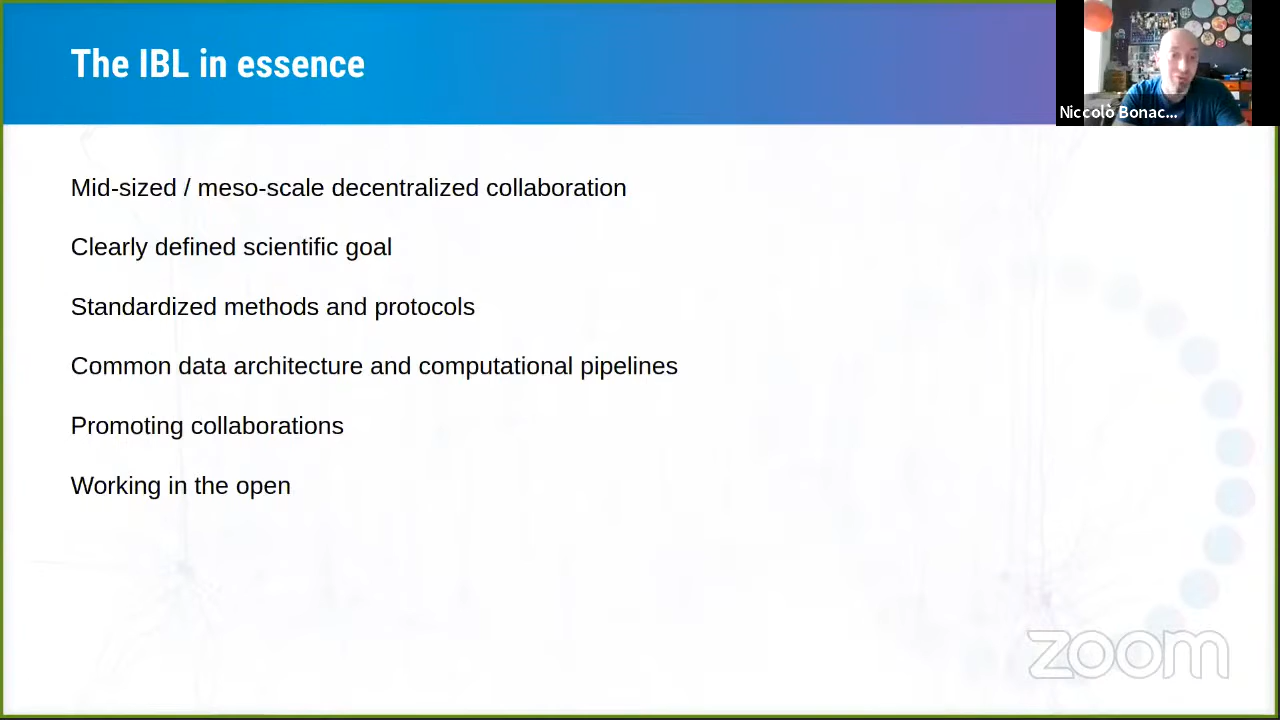 The IBL in essence
Niccolò Bonac...
Mid-sized / meso-scale decentralized collaboration
Clearly defined scientific goal
Standardized methods and protocols
Common data architecture and computational pipelines
Promoting collaborations
Working in the open
zoom